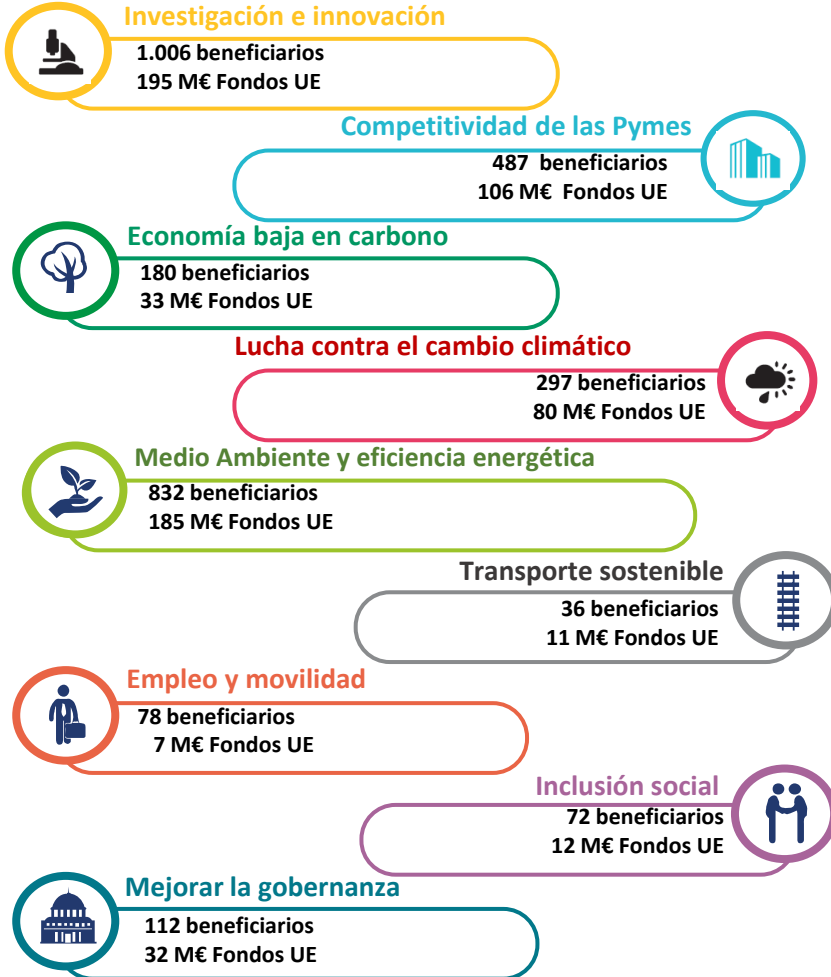 Investigación e innovación
1.006 beneficiarios
195 M€ Fondos UE
Competitividad de las Pymes
487 beneficiarios
106 M€ Fondos UE
Economía baja en carbono
180 beneficiarios
33 M€ Fondos UE
Lucha contra el cambio climático
297 beneficiarios
80 M€ Fondos UE
Medio Ambiente y eficiencia energética
832 beneficiarios
185 M€ Fondos UE
Transporte sostenible
36 beneficiarios
11 M€ Fondos UE
Empleo y movilidad
78 beneficiarios
7 M€ Fondos UE
Inclusión social
72 beneficiarios
12 M€ Fondos UE
Mejorar la gobernanza
112 beneficiarios
32 M€ Fondos UE